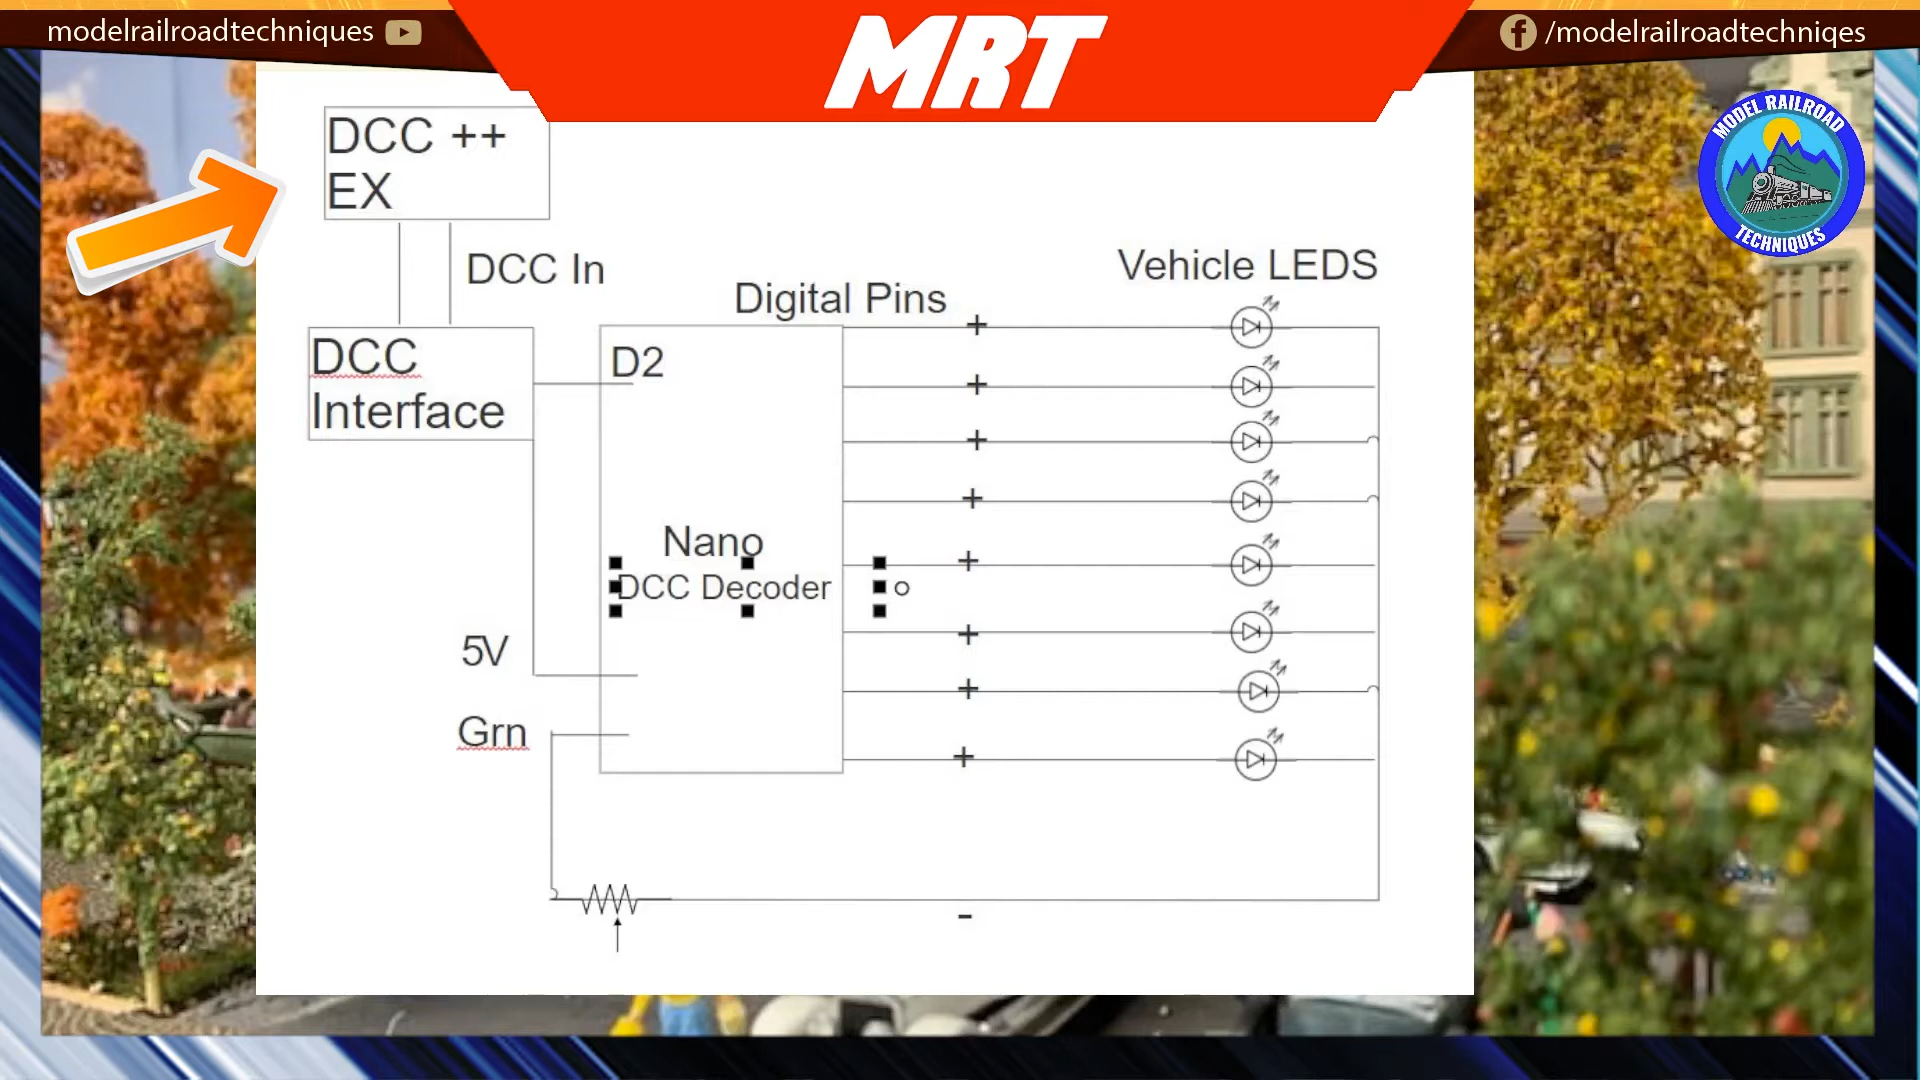 modelrailroadtechniques
MRT
/modelrailroadtechniqes
MODEL RAILROAD
TECHNIQUES
DCC ++
EX
DCC In
Vehicle LEDS
Digital Pins
+
DCC
Interface
D2
+
+
+
Nano
+
DCC Decoder
5V
+
+
Grn
+
-